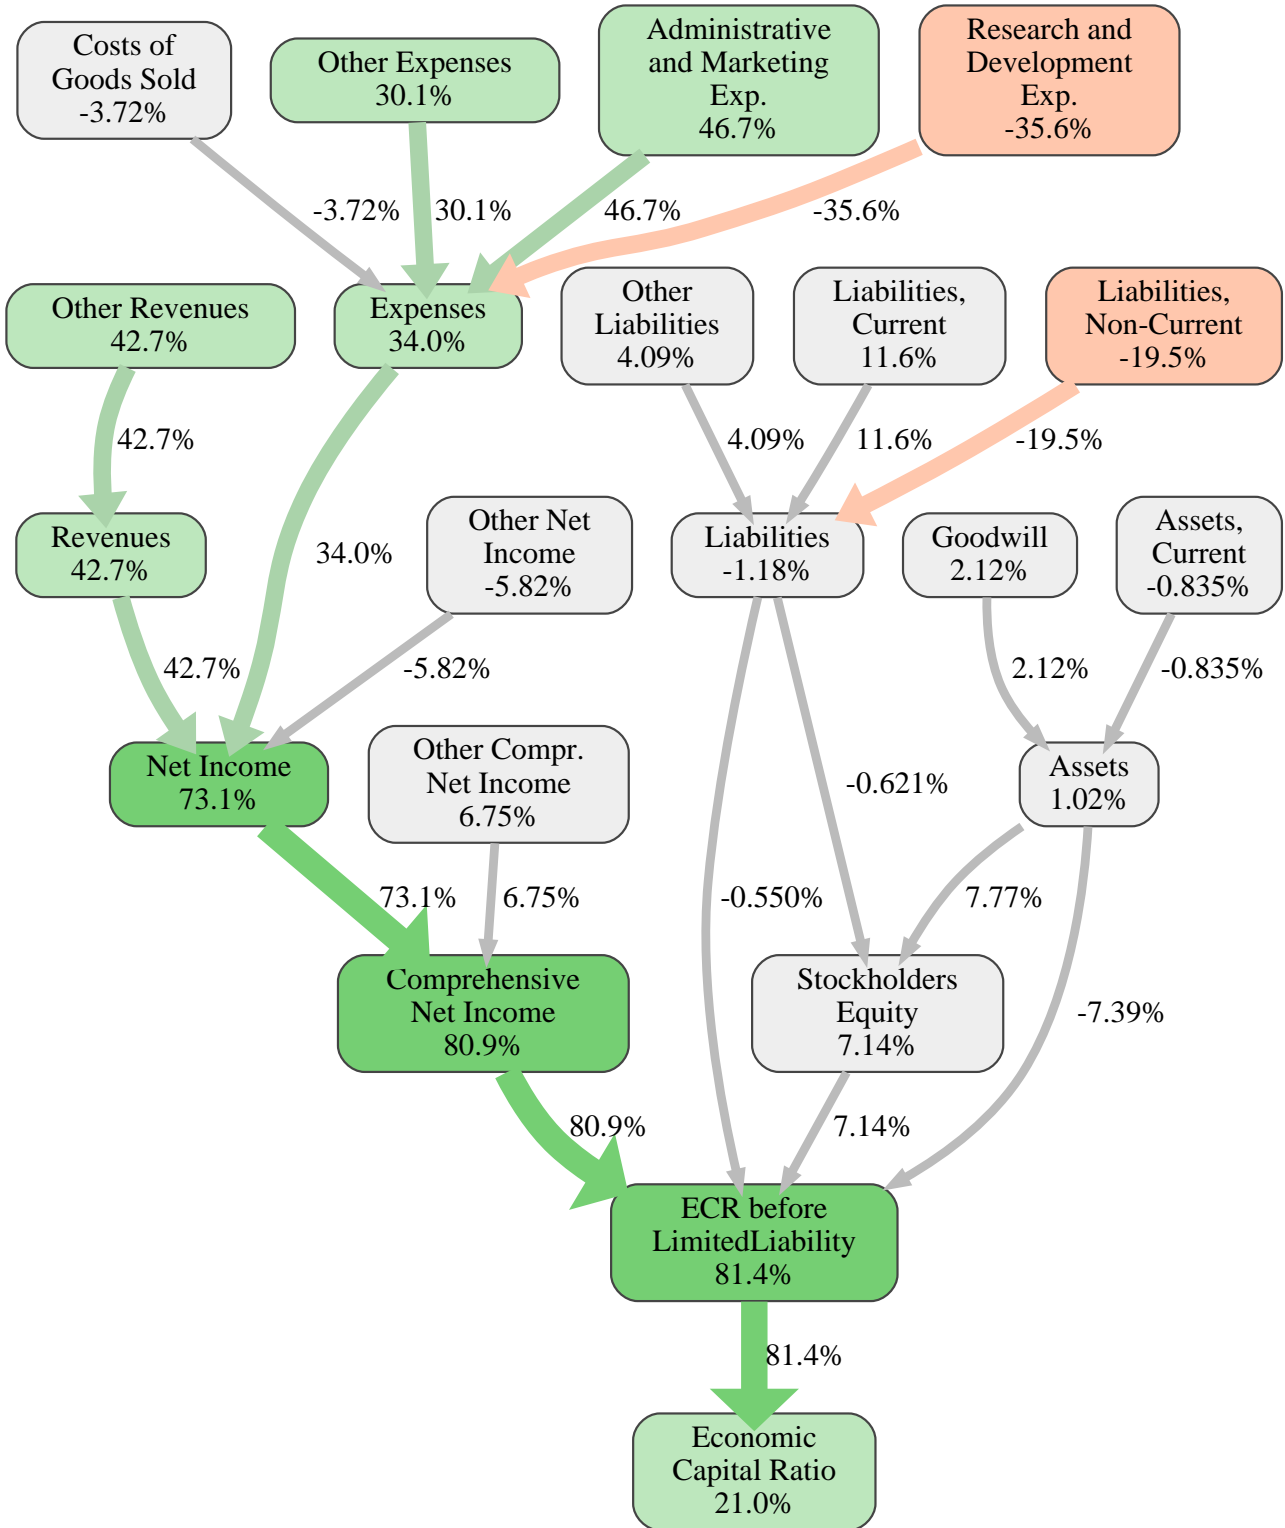 Costs of
Goods Sold
-3.72%
Other Expenses
30.1%
Administrative
and Marketing
Exp.
46.7%
Research and
Development
Exp.
-35.6%
-3.72%
30.1%
46.7%
-35.6%
Other Revenues
42.7%
Expenses
34.0%
Other
Liabilities
4.09%
Liabilities,
Current
11.6%
Liabilities,
Non-Current
-19.5%
42.7%
4.09%
11.6%
-19.5%
Revenues
42.7%
34.0%
Other Net
Income
-5.82%
Liabilities
-1.18%
Goodwill
2.12%
Assets,
Current
-0.835%
42.7%
-5.82%
2.12%
-0.835%
Net Income
73.1%
Other Compr.
Net Income
6.75%
-0.621%
Assets
1.02%
73.1%
6.75%
-0.550%
7.77%
Comprehensive
Net Income
80.9%
Stockholders
Equity
7.14%
-7.39%
80.9%
7.14%
ECR before
LimitedLiability
81.4%
81.4%
Economic
Capital Ratio
21.0%